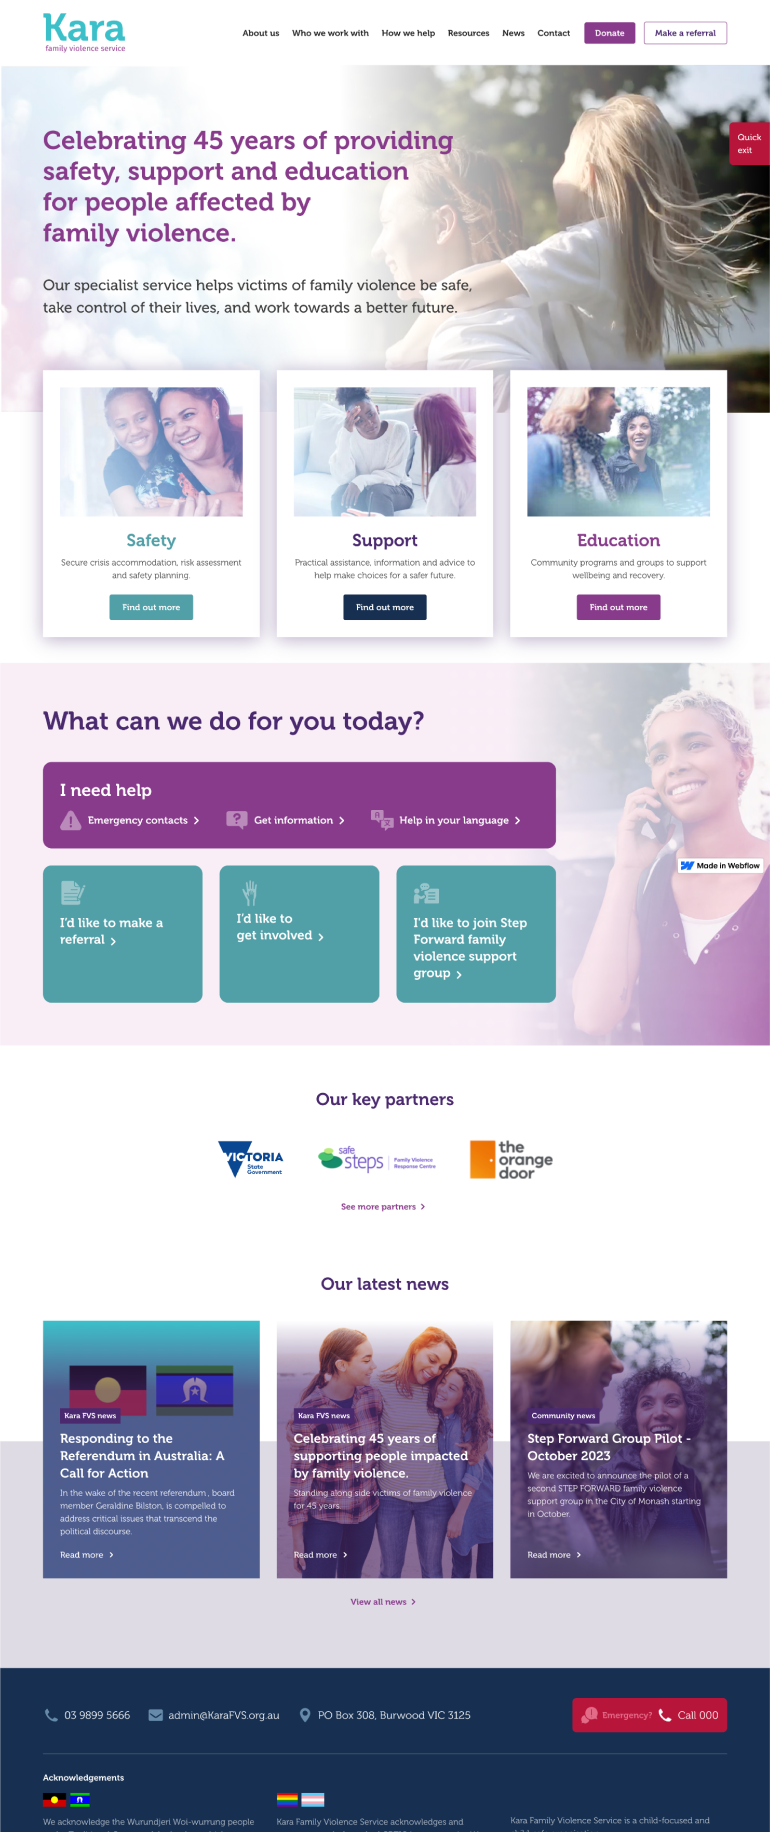 Kara
family violence service
About us
Who we work with
How we help
Resources
News
Contact
Donate
Make a referral
Quick
exit
Celebrating 45 years of providing
safety, support and education
for people affected by
family violence.
Our specialist service helps victims of family violence be safe,
take control of their lives, and work towards a better future.
Safety
Secure crisis accommodation, risk assessment
and safety planning.
Find out more
Support
Practical assistance, information and advice to
help make choices for a safer future.
Find out more
Education
Community programs and groups to support
wellbeing and recovery.
Find out more
What can we do for you today?
I need help
Emergency contacts
Get information
Help in your language
Made in Webflow
I'd like to make a
referral
I'd like to
get involved
I'd like to join Step
Forward family
violence support
group
Our key partners
VICTORIA
State
Government
safe
steps
Family Violence
Response Centre
the
orange
door
See more partners
Our latest news
Kara FVS news
Responding to the
Referendum in Australia: A
Call for Action
In the wake of the recent referendum , board
member Geraldine Bilston, is compelled to
address critical issues that transcend the
political discourse.
Read more
Kara FVS news
Celebrating 45 years of
supporting people impacted
by family violence.
Standing along side victims of family violence
for 45 years.
Read more
Community news
Step Forward Group Pilot -
October 2023
We are excited to announce the pilot of a
second STEP FORWARD family violence
support group in the City of Monash starting
in October.
Read more
View all news
03 9899 5666
admin@KaraFVS.org.au
PO Box 308, Burwood VIC 3125
Emergency?
Call 000
Acknowledgements
We acknowledge the Wurundjeri Woi-wurrung people
Kara Family Violence Service acknowledges and
Kara Family Violence Service is a child-focused and